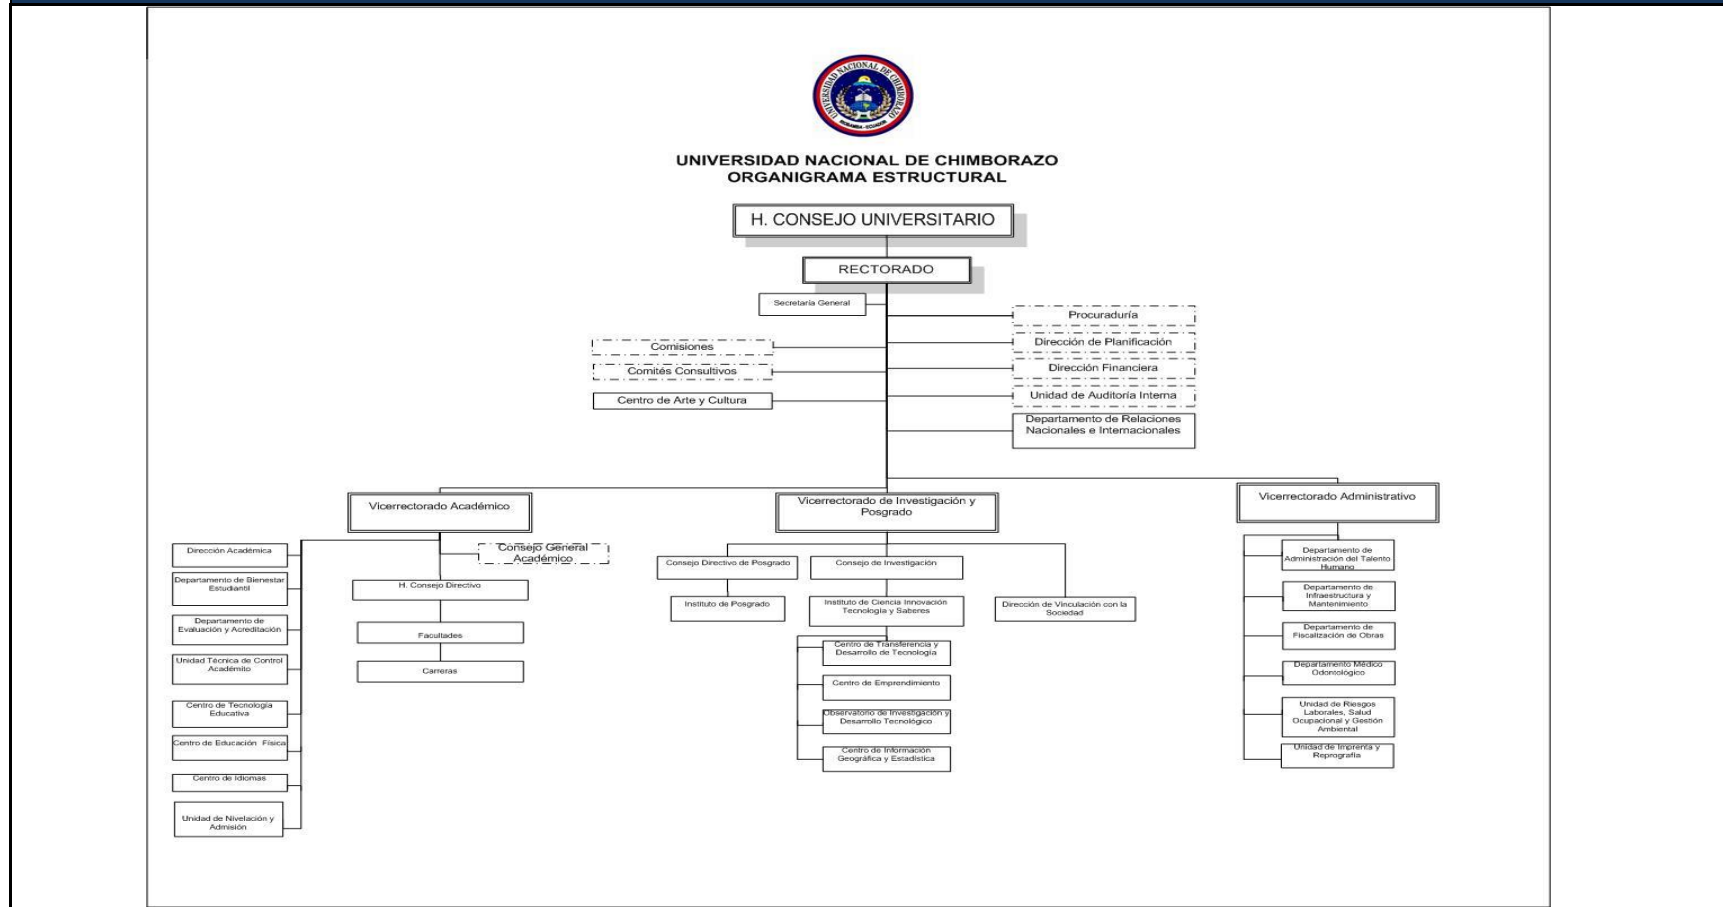 UNIVERSIDAD NACIONAL DE CHIMBORAZO
RIOBAMBA - ECUADOR
UNIVERSIDAD NACIONAL DE CHIMBORAZO
ORGANIGRAMA ESTRUCTURAL
H. CONSEJO UNIVERSITARIO
RECTORADO
Secretaría General
Procuraduría
Comisiones
Dirección de Planificación
Comités Consultivos
Dirección Financiera
Centro de Arte y Cultura
Unidad de Auditoría Interna
Departamento de Relaciones
Nacionales e Internacionales
Vicerrectorado Académico
Dirección Académica
Departamento de Bienestar
Estudiantil
Departamento de
Evaluación y Acreditación
Unidad Técnica de Control
Académito
Centro de Tecnología
Educativa
Centro de Educación Física
Centro de Idiomas
Unidad de Nivelación y
Admisión
Consejo General
Académico
H. Consejo Directivo
Facultades
Carreras
Vicerrectorado de Investigación y
Posgrado
Consejo Directivo de Posgrado
Instituto de Posgrado
Consejo de Investigación
Instituto de Ciencia Innovación
Tecnología y Saberes
Centro de Transferencia y
Desarrollo de Tecnología
Centro de Emprendimiento
Observatorio de Investigación y
Desarrollo Tecnológico
Centro de Información
Geográfica y Estadística
Dirección de Vinculación con la
Sociedad
Vicerrectorado Administrativo
Departamento de
Administración del Talento
Humano
Departamento de
Infraestructura y
Mantenimiento
Departamento de
Fiscalización de Obras
Departamento Médico
Odontológico
Unidad de Riesgos
Laborales, Salud
Ocupacional y Gestión
Ambiental
Unidad de Imprenta y
Reprografía